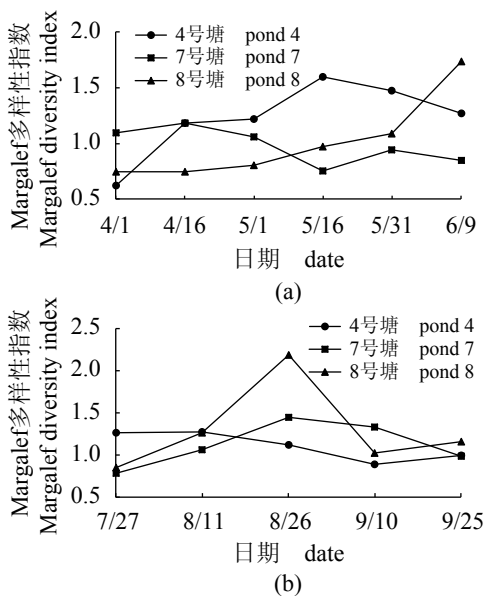 Margalef多样性指数
Margalef diversity index
2.0
1.5
1.0
0.5
4号塘 pond 4
7号塘 pond 7
8号塘 pond 8
4/1 4/16 5/1 5/16 5/31 6/9
日期 date
(a)
Margalef多样性指数
Margalef diversity index
2.5
2.0
1.5
1.0
0.5
4号塘 pond 4
7号塘 pond 7
8号塘 pond 8
7/27 8/11 8/26 9/10 9/25
日期 date
(b)